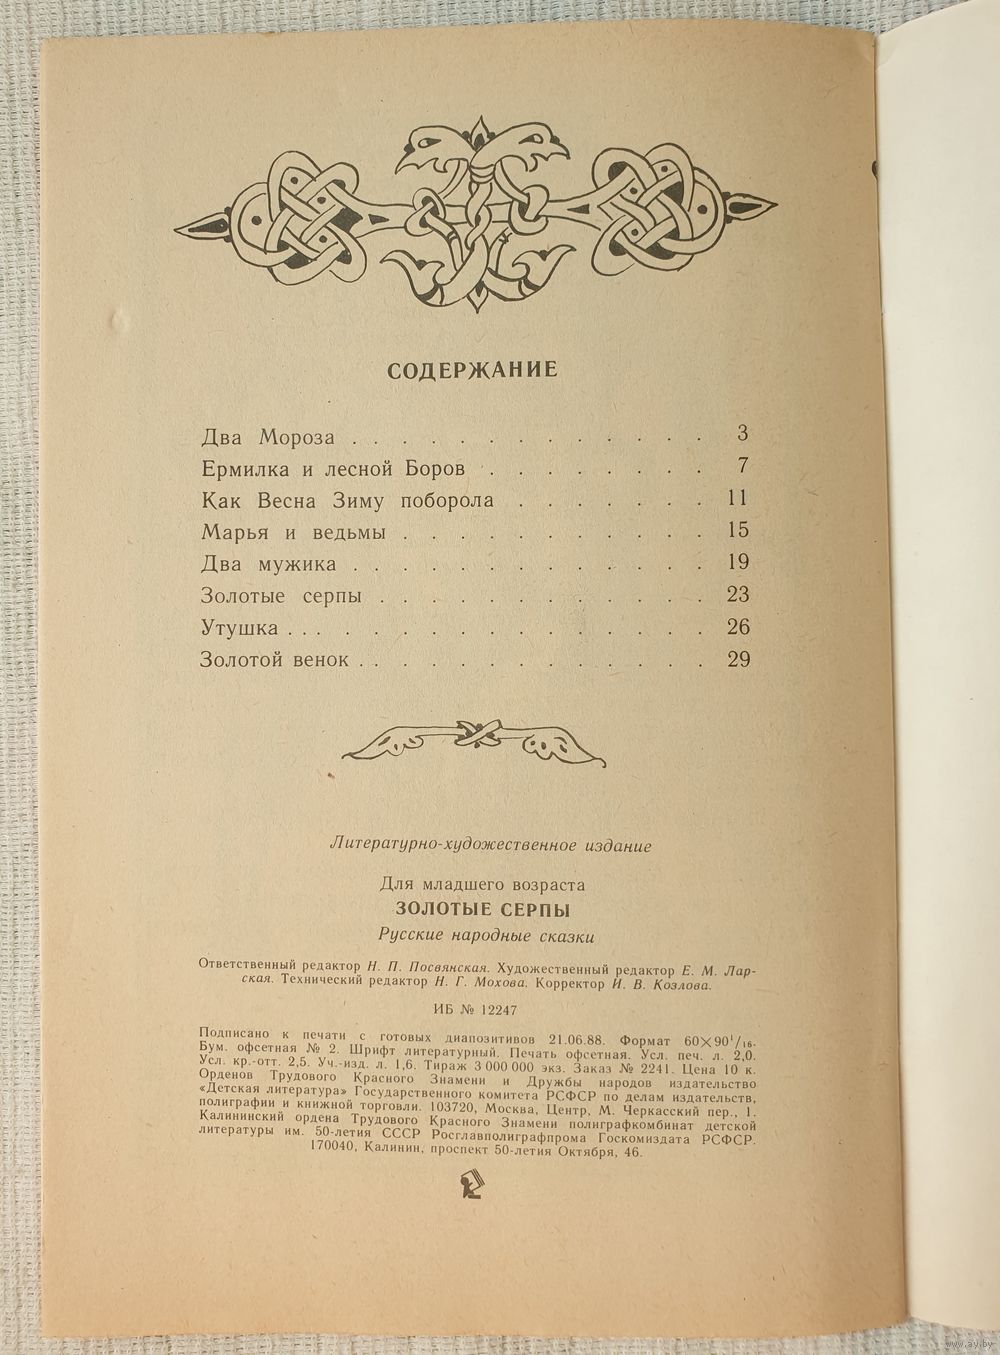 СОДЕРЖАНИЕ
Два Мороза . . . . . . . . . . . . . 3
Ермилка и лесной Боров . . . . . . . . 7
Как Весна Зиму поборола . . . . . . . 11
Марья и ведьмы . . . . . . . . . . . 15
Два мужика . . . . . . . . . . . . . 19
Золотые серпы . . . . . . . . . . . . 23
Утушка . . . . . . . . . . . . . . . . 26
Золотой венок . . . . . . . . . . . . . 29
Литературно-художественное издание
Для младшего возраста
ЗОЛОТЫЕ СЕРПЫ
Русские народные сказки
Ответственный редактор Н. П. Посвянская. Художественный редактор Е. М. Лар-
ская. Технический редактор Н. Г. Мохова. Корректор И. В. Козлова.
ИБ № 12247
Подписано к печати с готовых диапозитивов 21.06.88. Формат 60×90¹/₁₆.
Бум. офсетная № 2. Шрифт литературный. Печать офсетная. Усл. печ. л. 2,0.
Усл. кр.-отт. 2,5. Уч.-изд. л. 1,6. Тираж 3 000 000 экз. Заказ № 2241. Цена 10 к.
Орденов Трудового Красного Знамени и Дружбы народов издательство
«Детская литература» Государственного комитета РСФСР по делам издательств,
полиграфии и книжной торговли. 103720, Москва, Центр, М. Черкасский пер., 1.
Калининский ордена Трудового Красного Знамени полиграфкомбинат детской
литературы им. 50-летия СССР Росглавполиграфпрома Госкомиздата РСФСР.
170040, Калинин, проспект 50-летия Октября, 46.
www.ay.by